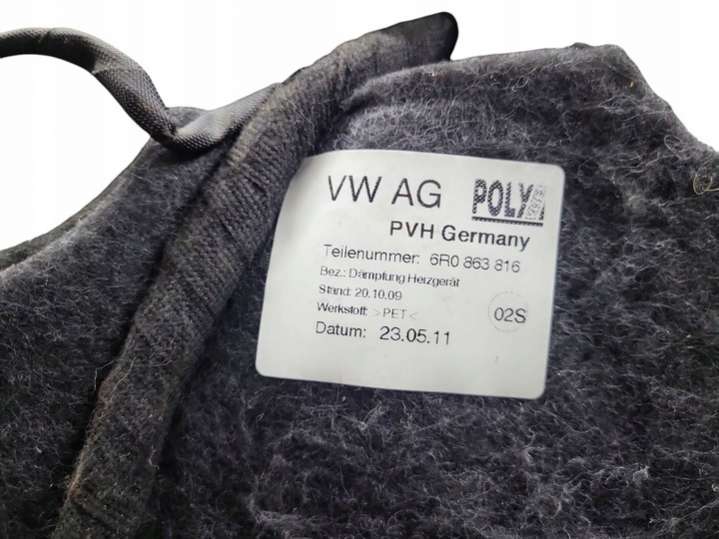 VW AG POLY
PVH Germany
Teilenummer: 6R0 863 816
Bez.: Dämpfung Heizgerät
Stand: 20.10.09
Werkstoff: >PET<
02S
Datum: 23.05.11